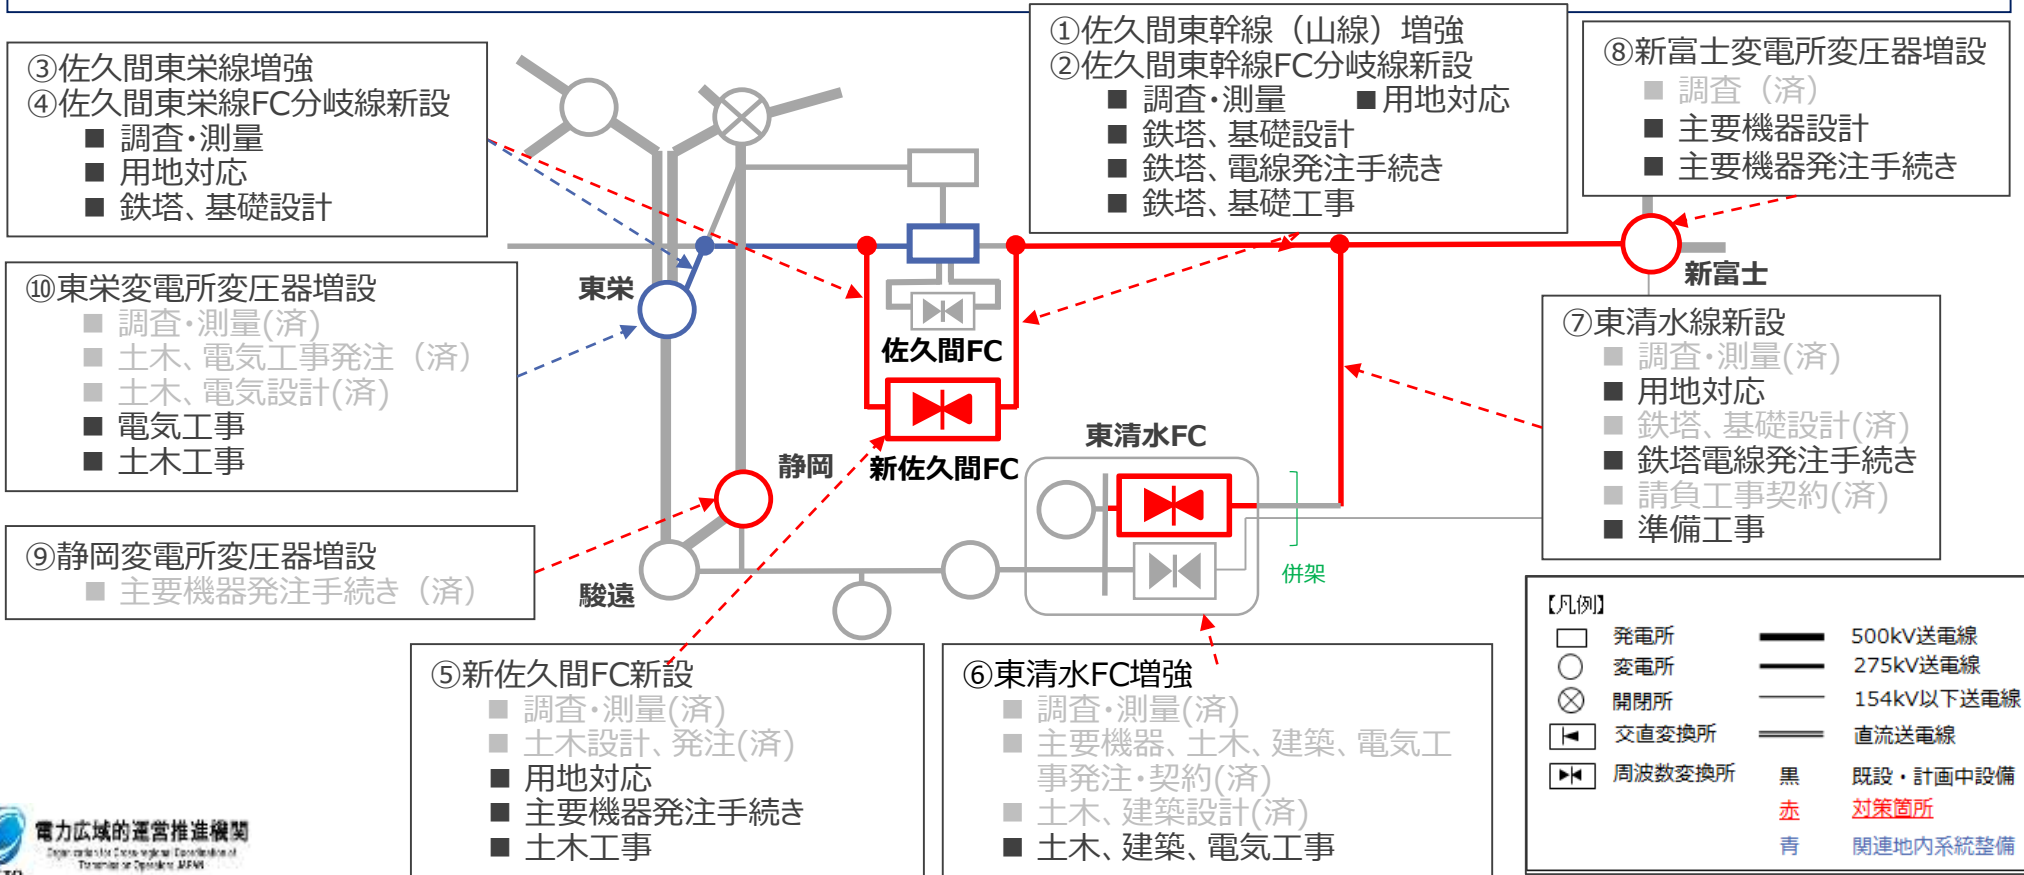 ①佐久間東幹線（山線）増強
②佐久間東幹線FC分岐線新設
■ 調査・測量 ■用地対応
■ 鉄塔、基礎設計
■ 鉄塔、電線発注手続き
■ 鉄塔、基礎工事
③佐久間東栄線増強
④佐久間東栄線FC分岐線新設
■ 調査・測量
■ 用地対応
■ 鉄塔、基礎設計
⑧新富士変電所変圧器増設
■ 調査（済）
■ 主要機器設計
■ 主要機器発注手続き
⑩東栄変電所変圧器増設
■ 調査・測量(済)
■ 土木、電気工事発注（済）
■ 土木、電気設計(済)
■ 電気工事
■ 土木工事
東栄
佐久間FC
新佐久間FC
新富士
静岡
東清水FC
駿遠
併架
⑦東清水線新設
■ 調査・測量(済)
■ 用地対応
■ 鉄塔、基礎設計(済)
■ 鉄塔電線発注手続き
■ 請負工事契約(済)
■ 準備工事
⑨静岡変電所変圧器増設
■ 主要機器発注手続き（済）
⑤新佐久間FC新設
■ 調査・測量(済)
■ 土木設計、発注(済)
■ 用地対応
■ 主要機器発注手続き
■ 土木工事
⑥東清水FC増強
■ 調査・測量(済)
■ 主要機器、土木、建築、電気工
事発注・契約(済)
■ 土木、建築設計(済)
■ 土木、建築、電気工事
【凡例】
発電所 500kV送電線
変電所 275kV送電線
開閉所 154kV以下送電線
交直変換所 直流送電線
周波数変換所 黒 既設・計画中設備
赤 対策箇所
青 関連地内系統整備
電力広域的運営推進機関
Organization for Cross-regional Coordination of
Transmission Operators, JAPAN